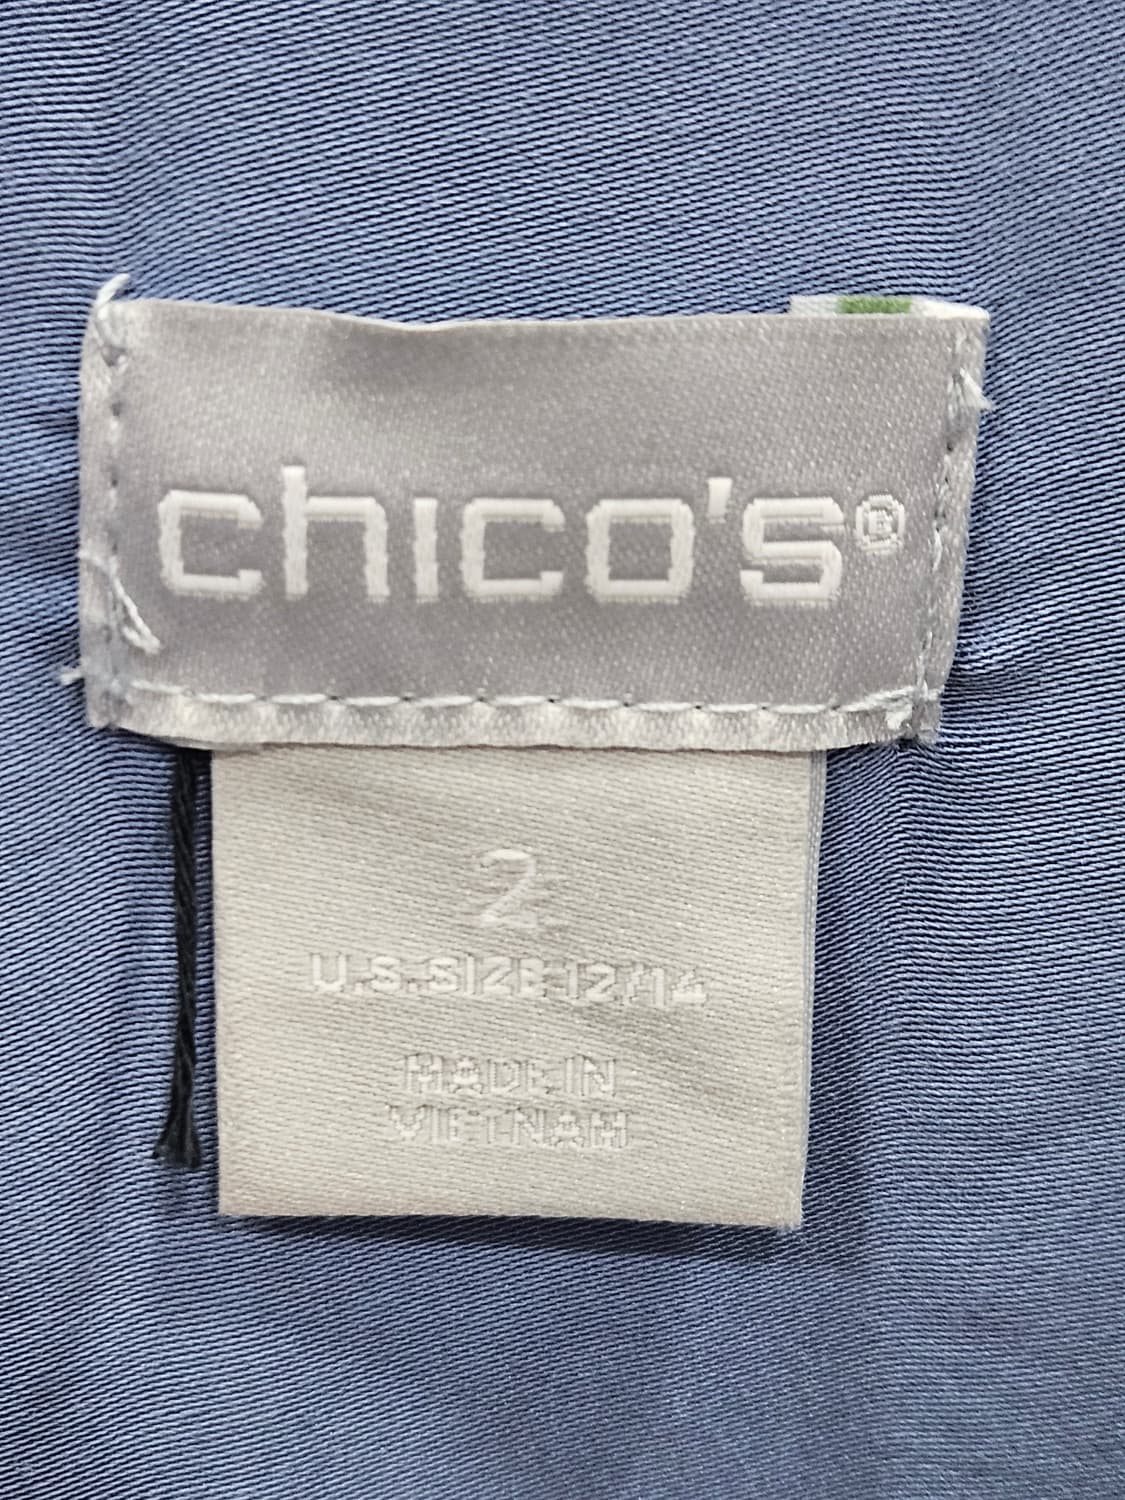 chico's®
2
U.S.SIZE 12/14
MADE IN
VIETNAM